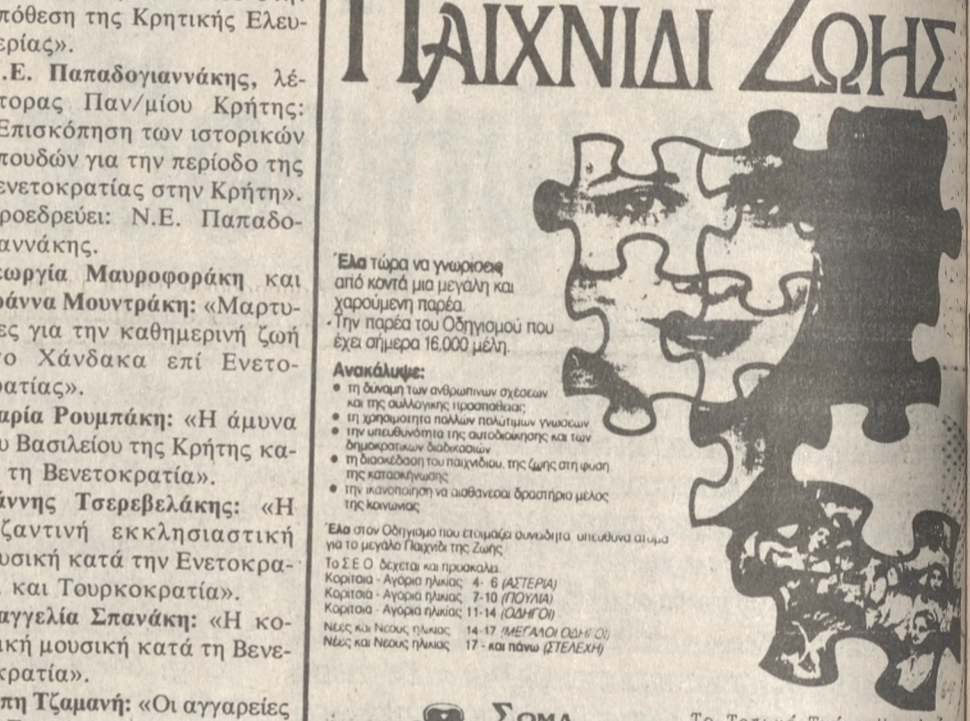 πόθεση της Κρητικής Ελευ-
ερίας».
.Ε. Παπαδογιαννάκης, λέ-
τορας Παν/μίου Κρήτης:
Επισκόπηση των ιστορικών
πουδών για την περίοδο της
ενετοκρατίας στην Κρήτη».
ροεδρεύει: Ν.Ε. Παπαδο-
αννάκης.
εωργία Μαυροφοράκη και
οάννα Μουντράκη: «Μαρτυ-
ες για την καθημερινή ζωή
το Χάνδακα επί Ενετο-
ρατίας».
αρία Ρουμπάκη: «Η άμυνα
υ Βασιλείου της Κρήτης κα-
τη Βενετοκρατία».
άννης Τσερεβελάκης: «Η
ζαντινή εκκλησιαστική
υσική κατά την Ενετοκρα-
και Τουρκοκρατία».
αγγελία Σπανάκη: «Η κο-
ική μουσική κατά τη Βενε-
κρατία».
πη Τζαμανή: «Οι αγγαρείες
ΠΑΙΧΝΙΔΙ ΖΩΗΣ
Έλα τώρα να γνωρίσεις
από κοντά μια μεγάλη και
χαρούμενη παρέα.
Την παρέα του Οδηγισμού που
έχει σήμερα 16.000 μέλη.
Ανακάλυψε:
• τη δύναμη των ανθρωπίνων σχέσεων
και της συλλογικής προσπάθειας
• τη χρησιμότητα πολλών πολύτιμων γνώσεων
• την υπευθυνότητα της αυτοδιοίκησης και των
δημοκρατικών διαδικασιών
• τη διασκέδαση του παιχνιδιού, της ζωής στη φύση
της κατασκήνωσης
• την ικανοποίηση να αισθάνεσαι δραστήριο μέλος
της κοινωνίας
Έλα στον Οδηγισμό που ετοιμάζει συνειδητά υπεύθυνα άτομα
για το μεγάλο Παιχνίδι της Ζωής
Το Σ Ε Ο δέχεται και προσκαλεί
Κορίτσια - Αγόρια ηλικίας 4- 6 (ΑΣΤΕΡΙΑ)
Κορίτσια - Αγόρια ηλικίας 7-10 (ΠΟΥΛΙΑ)
Κορίτσια - Αγόρια ηλικίας 11-14 (ΟΔΗΓΟΙ)
Νέες και Νέους ηλικίας 14-17 (ΜΕΓΑΛΟΙ ΟΔΗΓΟΙ)
Νέες και Νέους ηλικίας 17 - και πάνω (ΣΤΕΛΕΧΗ)
ΣΩΜΑ